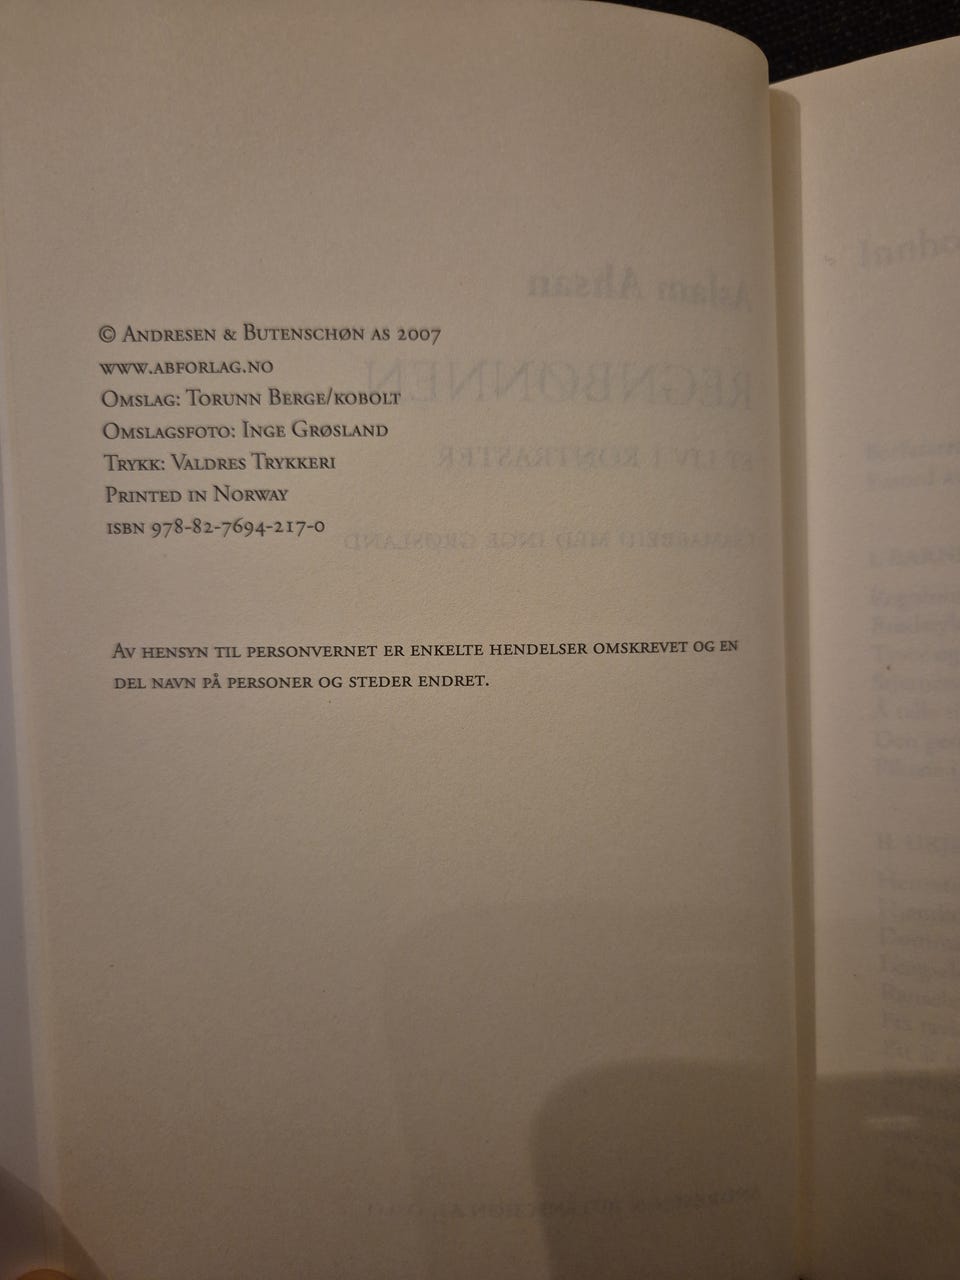 © Andresen & Butenschøn as 2007
www.abforlag.no
Omslag: Torunn Berge/kobolt
Omslagsfoto: Inge Grøsland
Trykk: Valdres Trykkeri
Printed in Norway
isbn 978-82-7694-217-0
Av hensyn til personvernet er enkelte hendelser omskrevet og en
del navn på personer og steder endret.